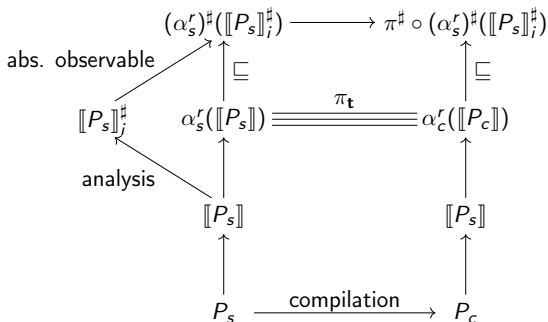 (α_s^r)^♯(⟦P_s⟧_i^♯) ⟶ π^♯ ∘ (α_s^r)^♯(⟦P_s⟧_i^♯)
abs. observable
⊑ ⊑
π_t
⟦P_s⟧_i^♯ α_s^r(⟦P_s⟧) α_c^r(⟦P_c⟧)
analysis
⟦P_s⟧ ⟦P_s⟧
compilation
P_s P_c